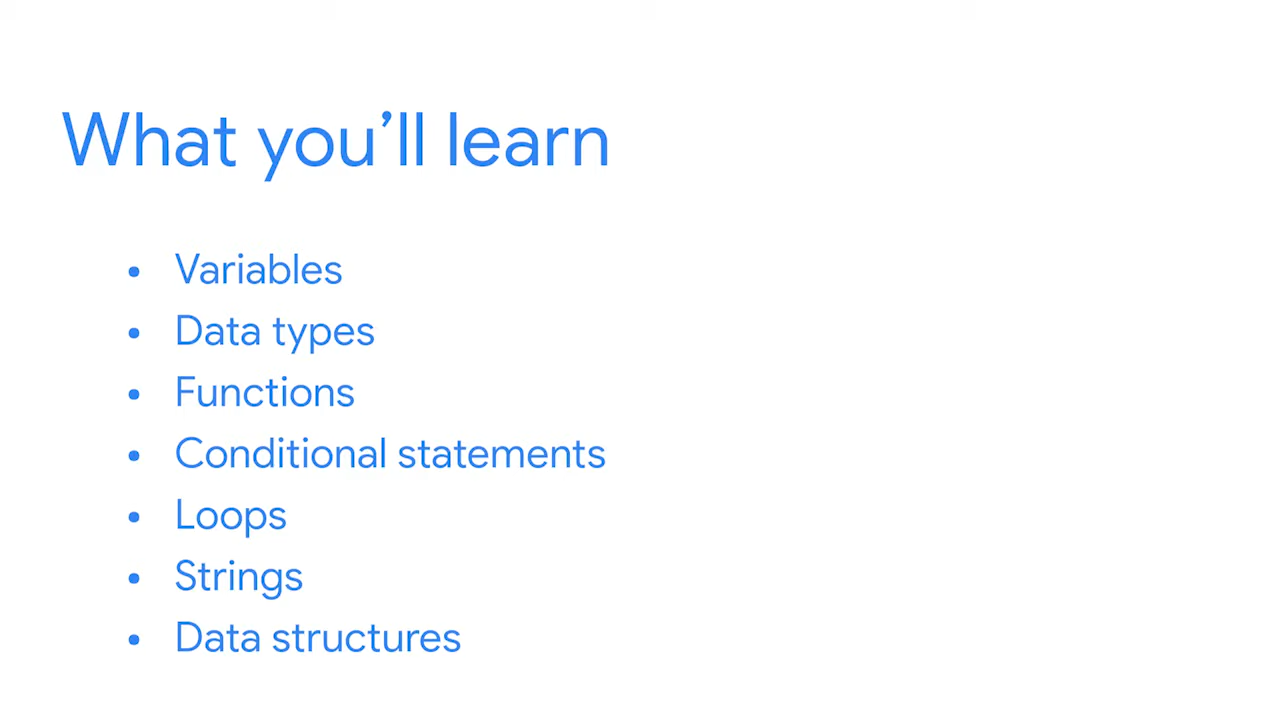 What you’ll learn
• Variables
• Data types
• Functions
• Conditional statements
• Loops
• Strings
• Data structures